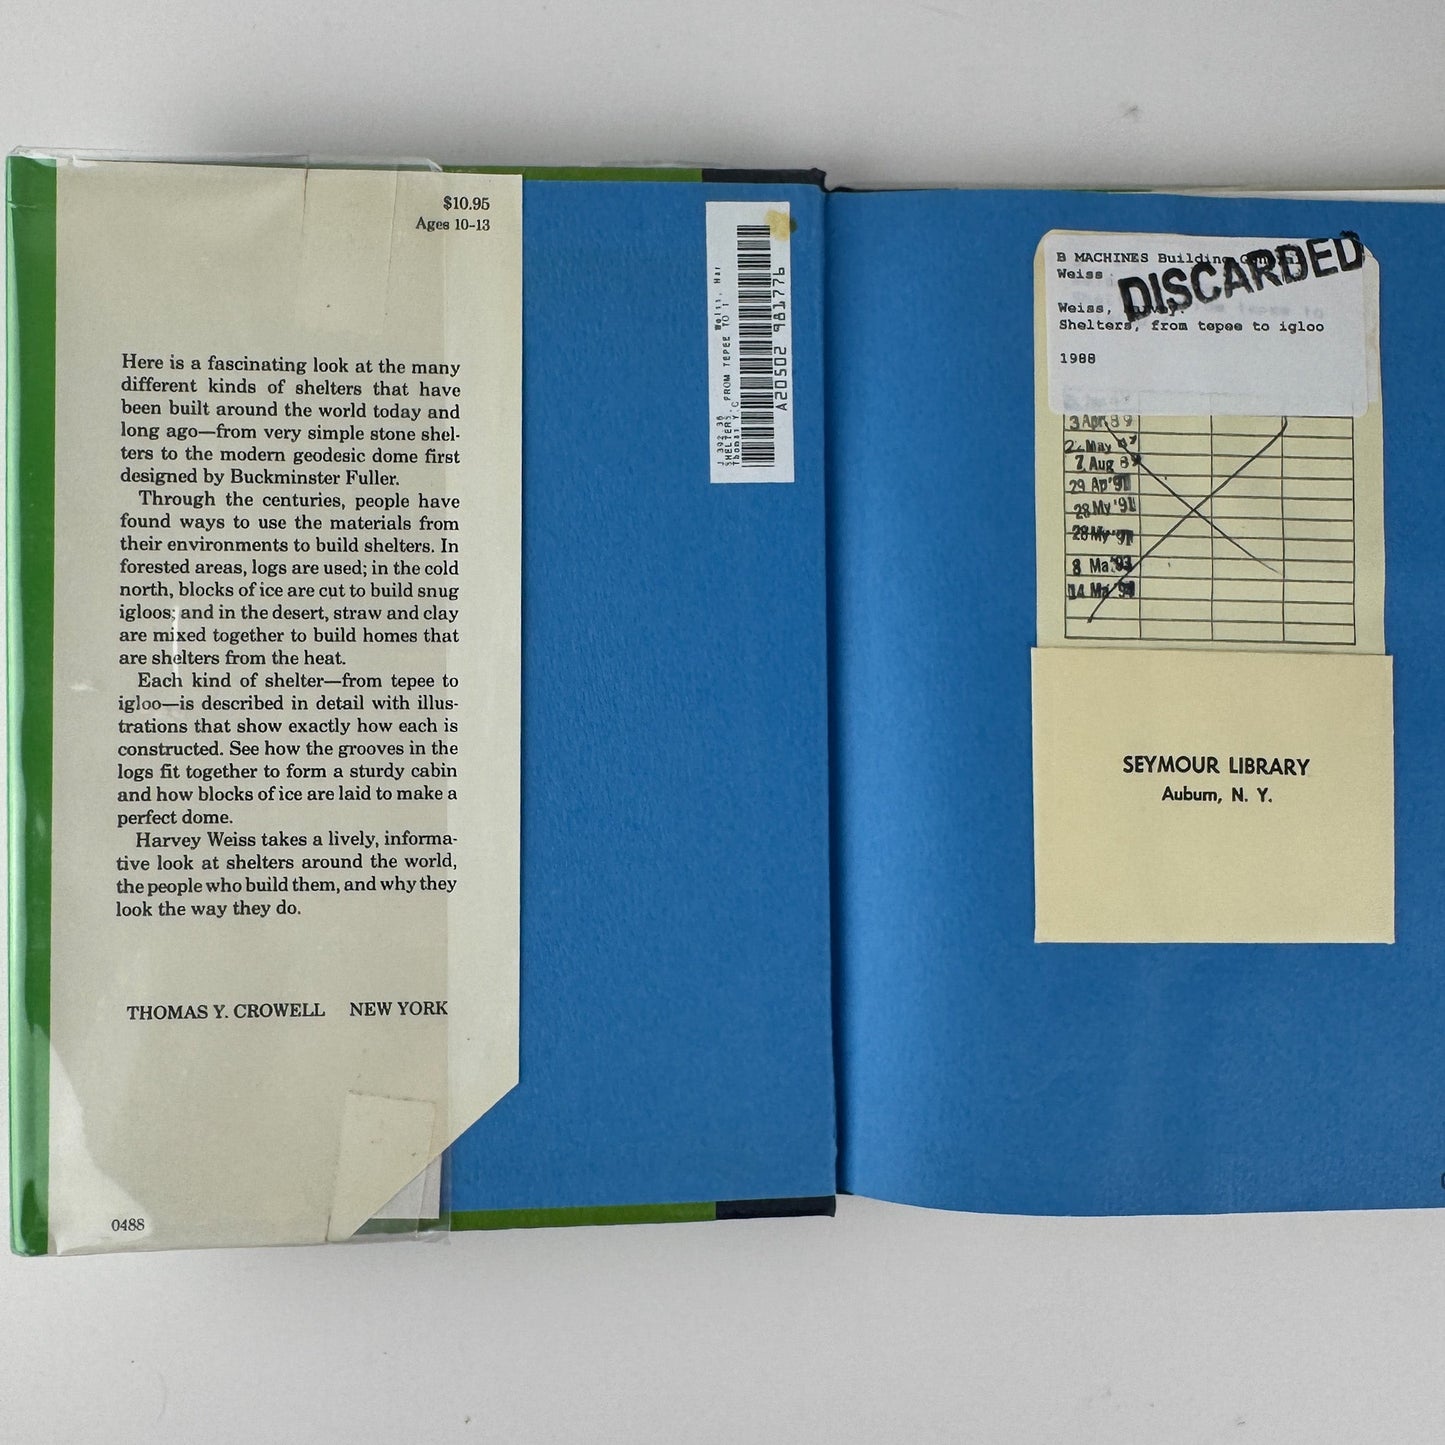 $10.95
Ages 10-13
Here is a fascinating look at the many
different kinds of shelters that have
been built around the world today and
long ago—from very simple stone shel-
ters to the modern geodesic dome first
designed by Buckminster Fuller.
Through the centuries, people have
found ways to use the materials from
their environments to build shelters. In
forested areas, logs are used; in the cold
north, blocks of ice are cut to build snug
igloos; and in the desert, straw and clay
are mixed together to build homes that
are shelters from the heat.
Each kind of shelter—from tepee to
igloo—is described in detail with illus-
trations that show exactly how each is
constructed. See how the grooves in the
logs fit together to form a sturdy cabin
and how blocks of ice are laid to make a
perfect dome.
Harvey Weiss takes a lively, informa-
tive look at shelters around the world,
the people who build them, and why they
look the way they do.
THOMAS Y. CROWELL NEW YORK
0488
J 392 36
SHELTERS, FROM TEPEE TO I
Weiss, Har
Thomas Y.C
A20502 981776
B MACHINES Building
Weiss
DISCARDED
Weiss,
Shelters, from tepee to igloo
1988
3 Apr 89
May
7 Aug 89
29 Ap '91
28 My '91
28 My '91
8 Ma '93
14 Ma
SEYMOUR LIBRARY
Auburn, N. Y.